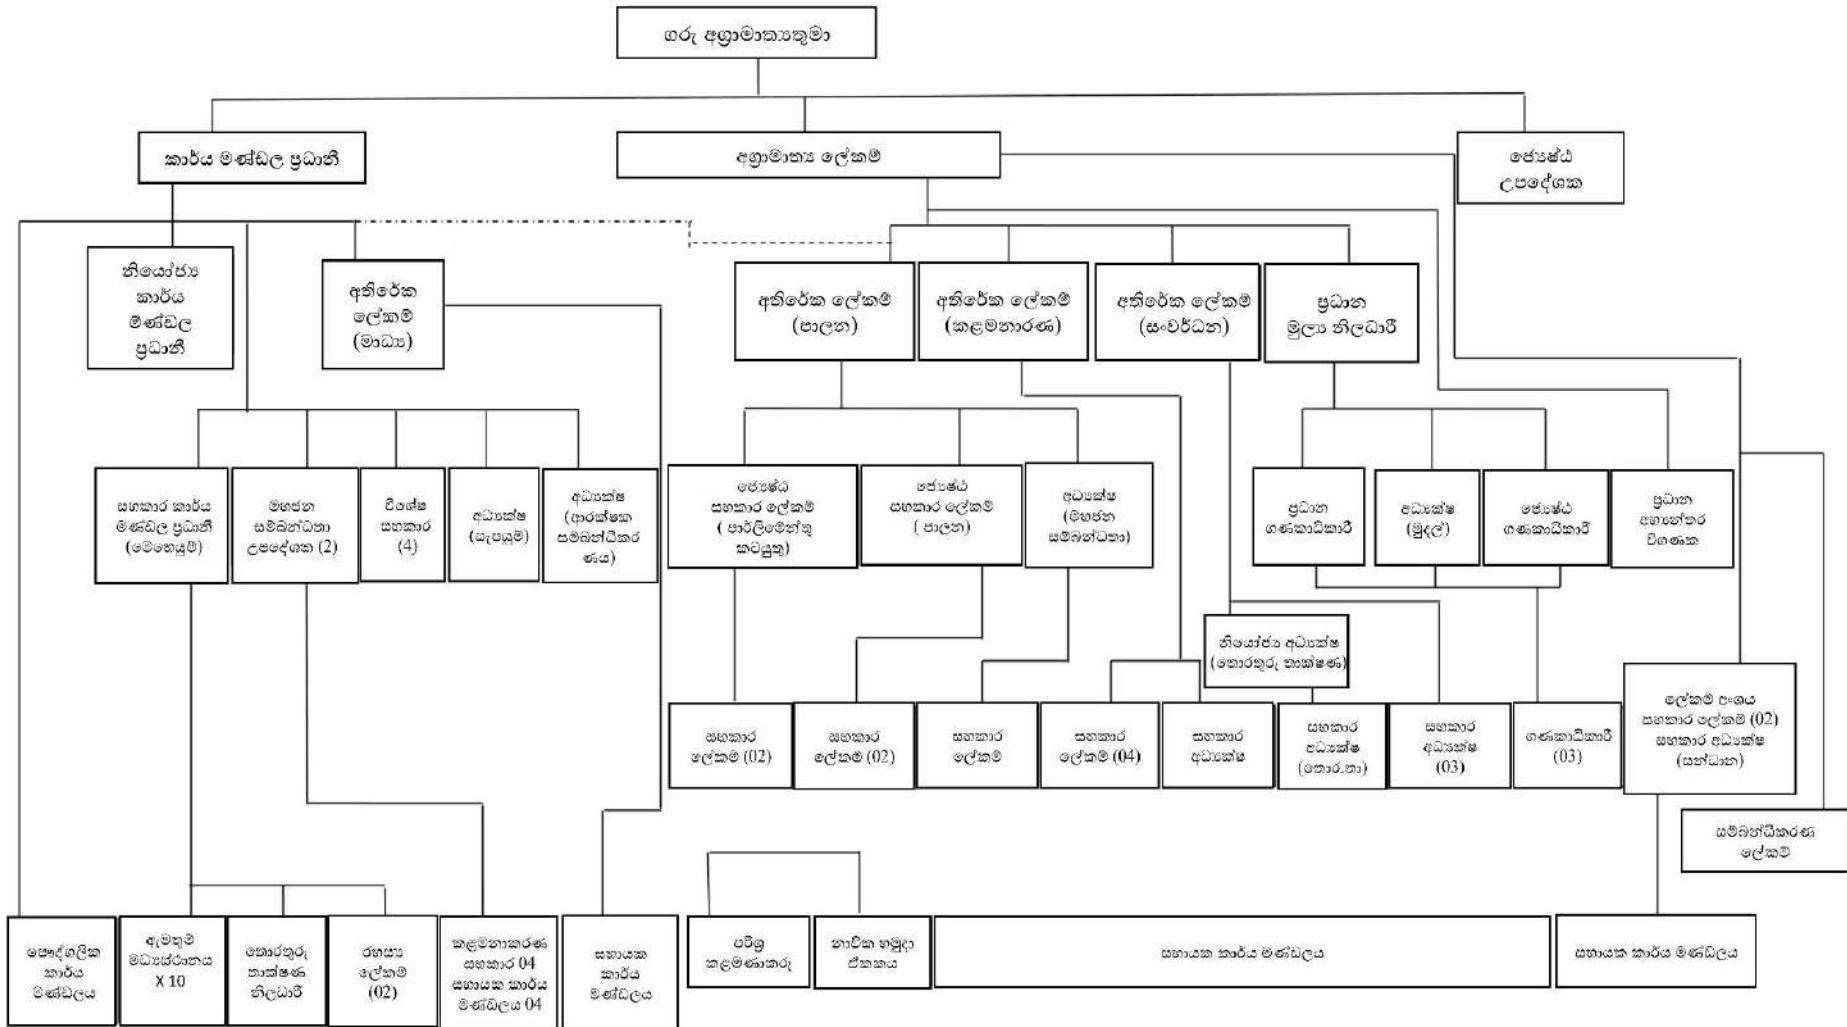 ගරු අග්‍රාමාත්‍යතුමා
කාර්ය මණ්ඩල ප්‍රධානී
අග්‍රාමාත්‍ය ලේකම්
ජ්‍යෙෂ්ඨ
උපදේශක
නියෝජ්‍ය
කාර්ය
මණ්ඩල
ප්‍රධානී
අතිරේක
ලේකම්
(මාධ්‍ය)
අතිරේක ලේකම්
(පාලන)
අතිරේක ලේකම්
(කළමනාරණ)
අතිරේක ලේකම්
(සංවර්ධන)
ප්‍රධාන
මුල්‍ය නිලධාරී
සහකාර කාර්ය
මණ්ඩල ප්‍රධානී
(මෙහෙයුම්)
මහජන
සම්බන්ධතා
උපදේශක (2)
විශේෂ
සහකාර
(4)
අධ්‍යක්ෂ
(සැපයුම්)
අධ්‍යක්ෂ
(ආරක්ෂක
සම්බන්ධීකර
ණය)
ජ්‍යෙෂ්ඨ
සහකාර ලේකම්
( පාර්ලිමේන්තු
කටයුතු)
ජ්‍යෙෂ්ඨ
සහකාර ලේකම්
( පාලන)
අධ්‍යක්ෂ
(මහජන
සම්බන්ධතා)
ප්‍රධාන
ගණකාධිකාරී
අධ්‍යක්ෂ
(මුදල්)
ජ්‍යෙෂ්ඨ
ගණකාධිකාරී
ප්‍රධාන
අභ්‍යන්තර
විගණක
නියෝජ්‍ය අධ්‍යක්ෂ
(තොරතුරු තාක්ෂණ)
සහකාර
ලේකම් (02)
සහකාර
ලේකම් (02)
සහකාර
ලේකම්
සහකාර
ලේකම් (04)
සහකාර
අධ්‍යක්ෂ
සහකාර
අධ්‍යක්ෂ
(තොර.තා)
සහකාර
අධ්‍යක්ෂ
(03)
ගණකාධිකාරී
(03)
ලේකම් අංශය
සහකාර ලේකම් (02)
සහකාර අධ්‍යක්ෂ
(සන්ධාන)
සම්බන්ධීකරණ
ලේකම්
පෞද්ගලික
කාර්ය
මණ්ඩලය
ඇමතුම්
මධ්‍යස්ථානය
X 10
තොරතුරු
තාක්ෂණ
නිලධාරී
රහස්‍ය
ලේකම්
(02)
කළමනාකරණ
සහකාර 04
සහායක කාර්ය
මණ්ඩලය 04
සහායක
කාර්ය
මණ්ඩලය
පරිශ්‍ර
කළමණාකරු
නාවික හමුදා
ඒකකය
සහායක කාර්ය මණ්ඩලය
සහායක කාර්ය මණ්ඩලය